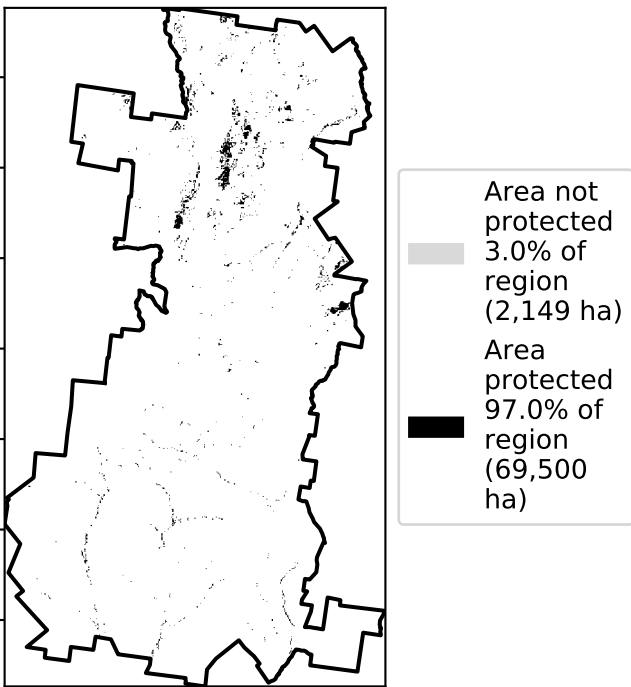 Area not
protected
3.0% of
region
(2,149 ha)
Area
protected
97.0% of
region
(69,500
ha)